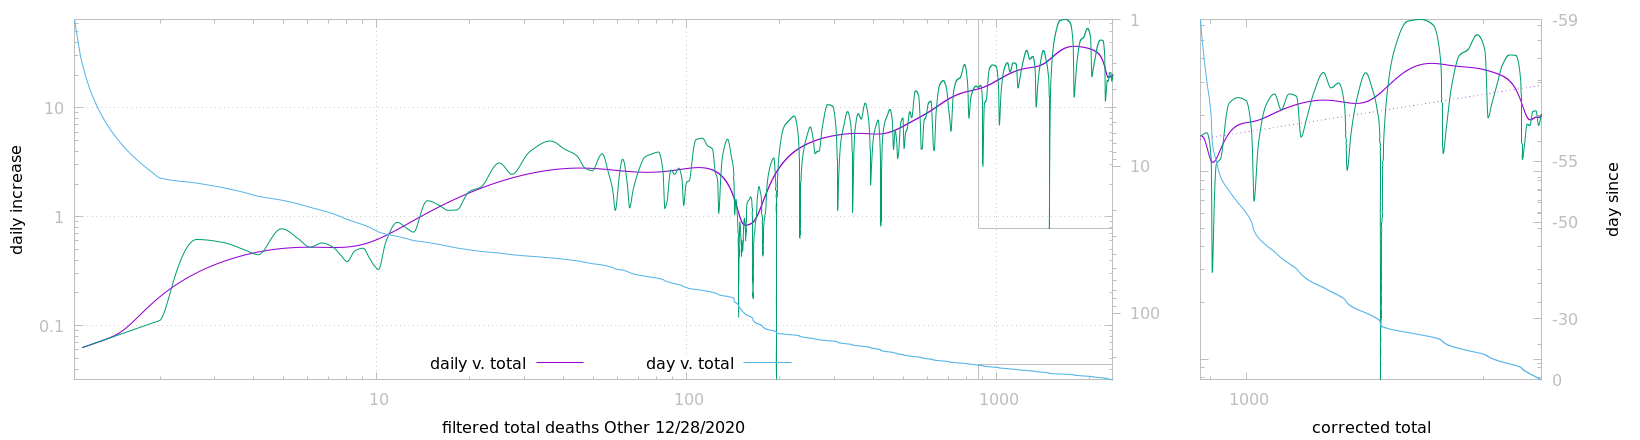 daily increase
10
1
0.1
10
100
1000
1
10
100
daily v. total
day v. total
filtered total deaths Other 12/28/2020
1000
-59
-55
-50
-30
0
day since
corrected total